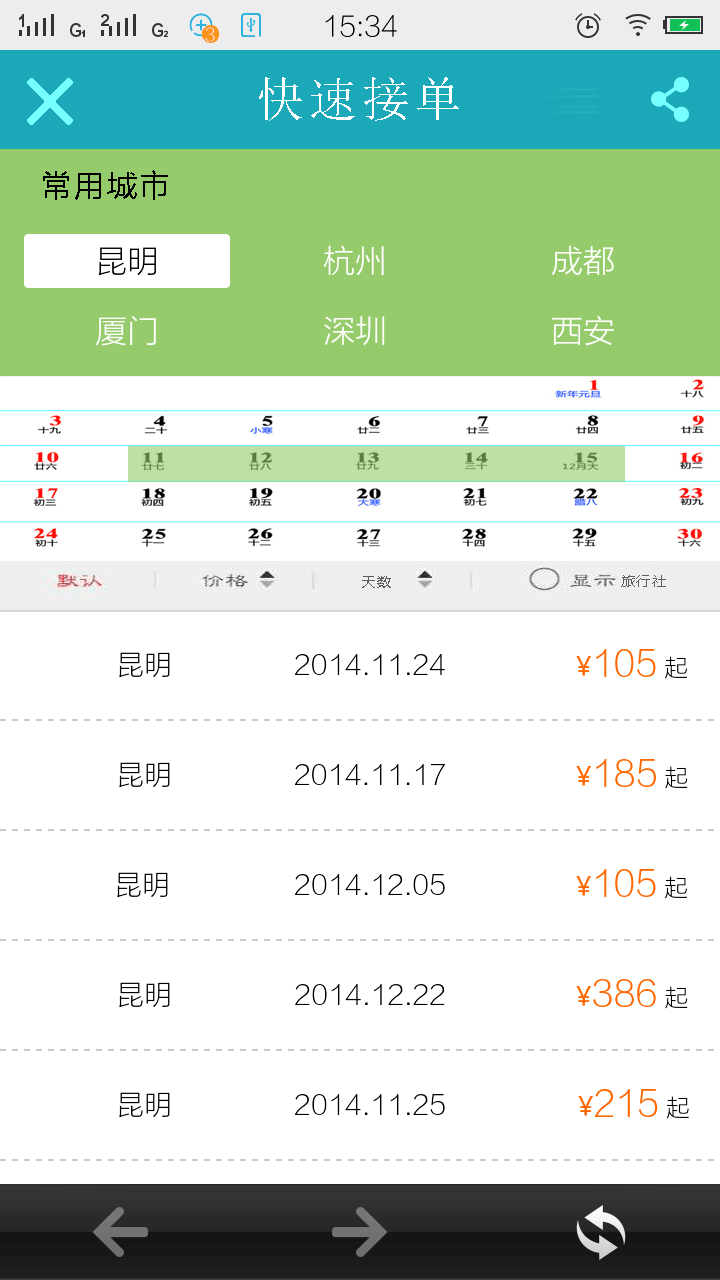 1 G1 2 G2 3 15:34
快速接单
常用城市
昆明 杭州 成都
厦门 深圳 西安
1 2
新年元旦 十八
3 4 5 6 7 8 9
十九 二十 小寒 廿二 廿三 廿四 廿五
10 11 12 13 14 15 16
廿六 廿七 廿八 廿九 三十 12月大 初二
17 18 19 20 21 22 23
初三 初四 初五 大寒 初七 腊八 初九
24 25 26 27 28 29 30
初十 十一 十二 十三 十四 十五 十六
默认 价格 天数 显示 旅行社
昆明 2014.11.24 ¥105 起
昆明 2014.11.17 ¥185 起
昆明 2014.12.05 ¥105 起
昆明 2014.12.22 ¥386 起
昆明 2014.11.25 ¥215 起